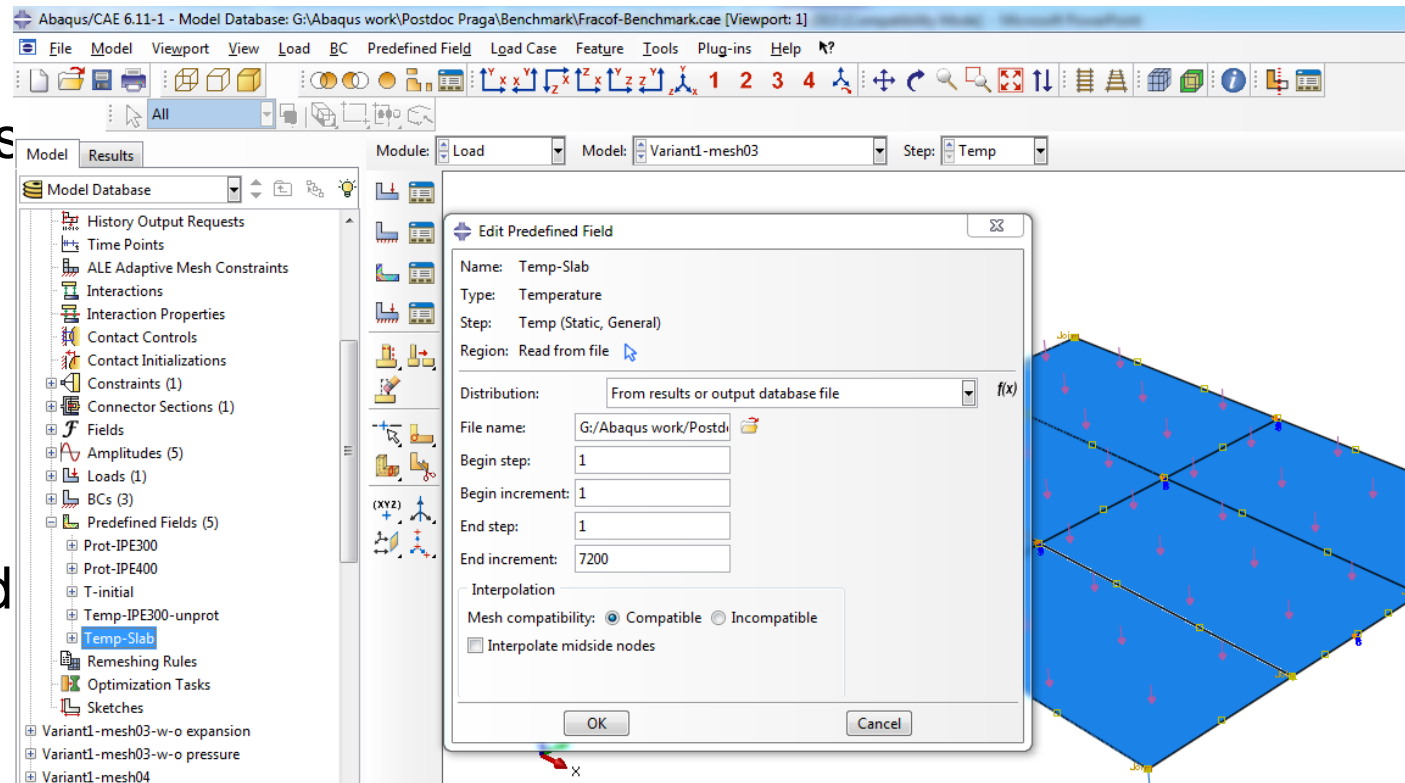 Abaqus/CAE 6.11-1 - Model Database: G:\Abaqus work\Postdoc Praga\Benchmark\Fracof-Benchmark.cae [Viewport: 1]
File Model Viewport View Load BC Predefined Field Load Case Feature Tools Plug-ins Help
1 2 3 4
All
s
Model Results
Module: Load Model: Variant1-mesh03 Step: Temp
Model Database
History Output Requests
Time Points
ALE Adaptive Mesh Constraints
Interactions
Interaction Properties
Contact Controls
Contact Initializations
Constraints (1)
Connector Sections (1)
Fields
Amplitudes (5)
Loads (1)
BCs (3)
Predefined Fields (5)
Prot-IPE300
Prot-IPE400
T-initial
Temp-IPE300-unprot
Temp-Slab
Remeshing Rules
Optimization Tasks
Sketches
Variant1-mesh03-w-o expansion
Variant1-mesh03-w-o pressure
Variant1-mesh04
d
(XYZ)
Edit Predefined Field
Name: Temp-Slab
Type: Temperature
Step: Temp (Static, General)
Region: Read from file
Distribution: From results or output database file f(x)
File name: G:/Abaqus work/Postd
Begin step: 1
Begin increment: 1
End step: 1
End increment: 7200
Interpolation
Mesh compatibility: Compatible Incompatible
Interpolate midside nodes
OK Cancel
X